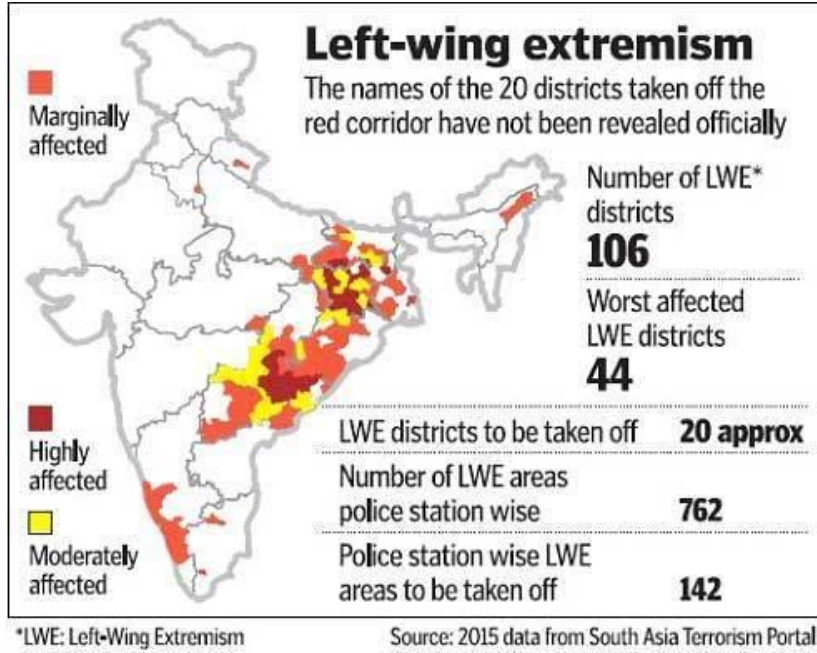 Left-wing extremism
The names of the 20 districts taken off the
red corridor have not been revealed officially
Marginally
affected
Number of LWE*
districts
106
Worst affected
LWE districts
44
Highly
affected
Moderately
affected
LWE districts to be taken off 20 approx
Number of LWE areas
police station wise 762
Police station wise LWE
areas to be taken off 142
*LWE: Left-Wing Extremism Source: 2015 data from South Asia Terrorism Portal